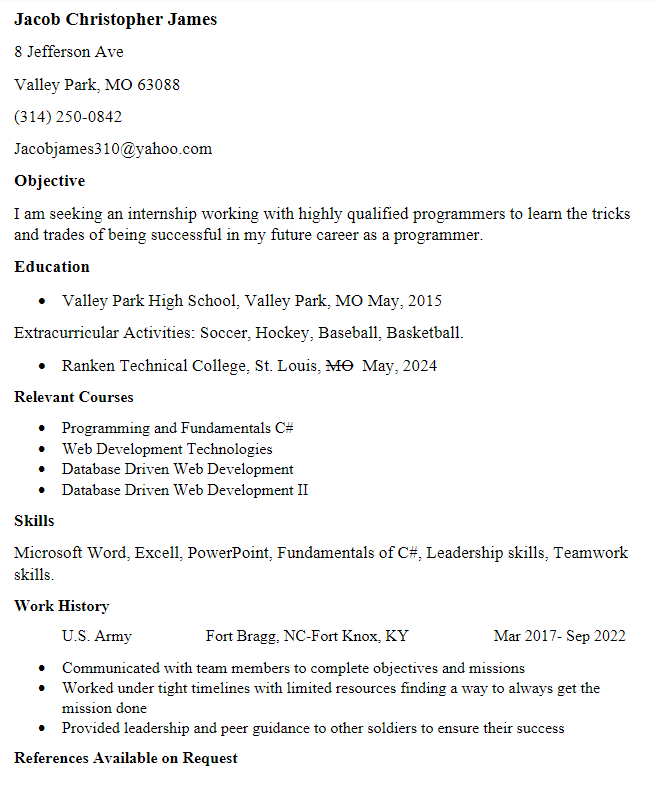 Jacob Christopher James
8 Jefferson Ave
Valley Park, MO 63088
(314) 250-0842
Jacobjames310@yahoo.com
Objective
I am seeking an internship working with highly qualified programmers to learn the tricks
and trades of being successful in my future career as a programmer.
Education
• Valley Park High School, Valley Park, MO May, 2015
Extracurricular Activities: Soccer, Hockey, Baseball, Basketball.
• Ranken Technical College, St. Louis, MO May, 2024
Relevant Courses
• Programming and Fundamentals C#
• Web Development Technologies
• Database Driven Web Development
• Database Driven Web Development II
Skills
Microsoft Word, Excell, PowerPoint, Fundamentals of C#, Leadership skills, Teamwork
skills.
Work History
U.S. Army Fort Bragg, NC-Fort Knox, KY Mar 2017- Sep 2022
• Communicated with team members to complete objectives and missions
• Worked under tight timelines with limited resources finding a way to always get the
mission done
• Provided leadership and peer guidance to other soldiers to ensure their success
References Available on Request